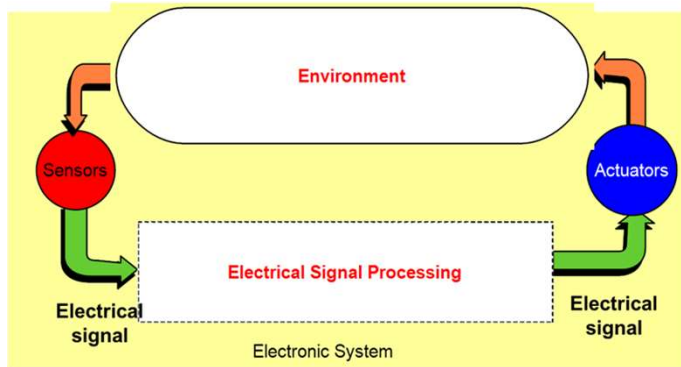 Environment
Sensors
Actuators
Electrical Signal Processing
Electrical
signal
Electrical
signal
Electronic System